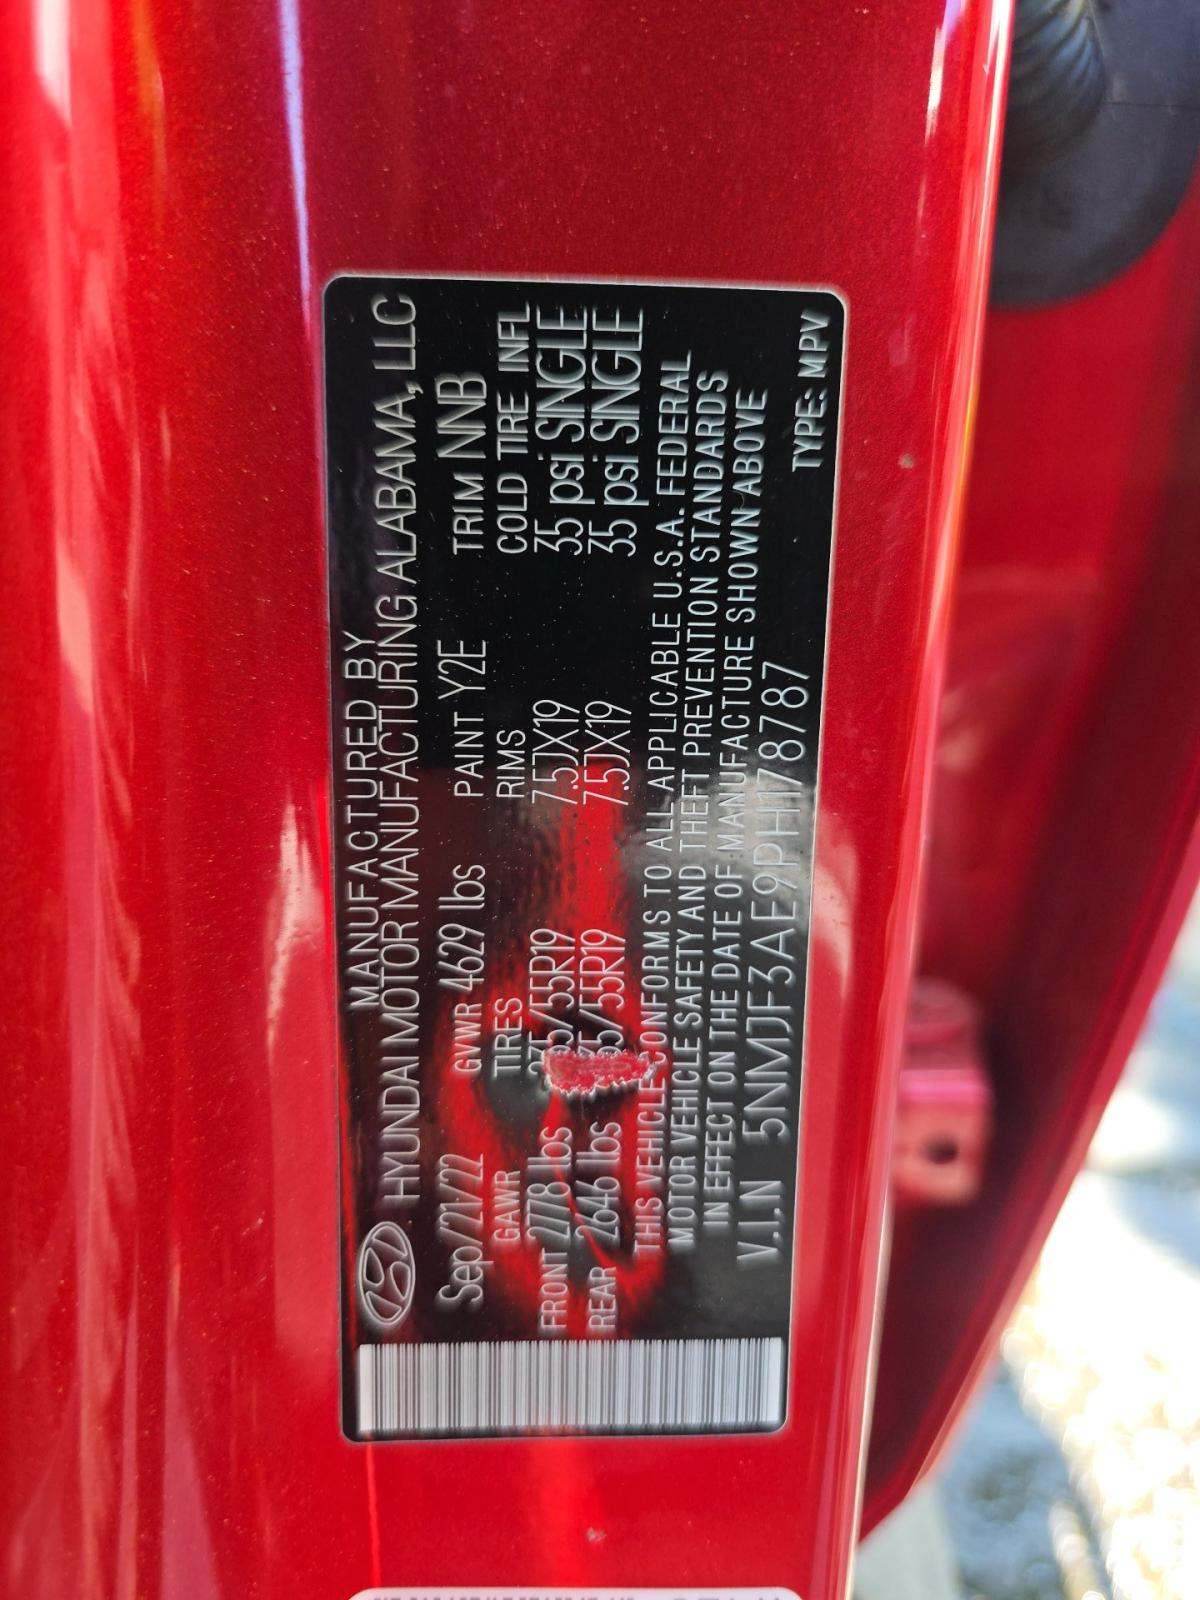 MANUFACTURED BY
HYUNDAI MOTOR MANUFACTURING ALABAMA, LLC
Sep/21/22 GVWR 4629 lbs PAINT Y2E TRIM NNB
GAWR TIRES RIMS COLD TIRE INFL
FRONT 2778 lbs 235/55R19 7.5JX19 35 psi SINGLE
REAR 2646 lbs 7.5JX19 35 psi SINGLE
THIS VEHICLE CONFORMS TO ALL APPLICABLE U.S.A. FEDERAL
MOTOR VEHICLE SAFETY AND THEFT PREVENTION STANDARDS
IN EFFECT ON THE DATE OF MANUFACTURE SHOWN ABOVE
V.I.N 5NMJF3AE9PH178787 TYPE: MPV